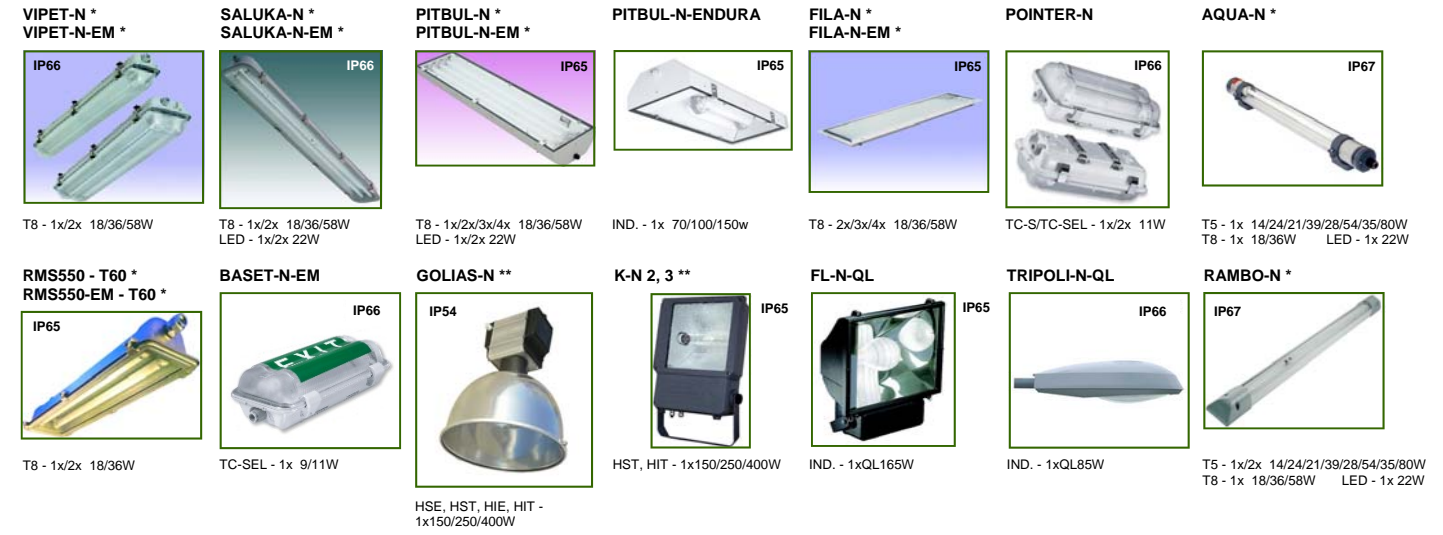 VIPET-N *
VIPET-N-EM *
IP66
T8 - 1x/2x 18/36/58W
SALUKA-N *
SALUKA-N-EM *
IP66
T8 - 1x/2x 18/36/58W
LED - 1x/2x 22W
PITBUL-N *
PITBUL-N-EM *
IP65
T8 - 1x/2x/3x/4x 18/36/58W
LED - 1x/2x 22W
PITBUL-N-ENDURA
IP65
IND. - 1x 70/100/150w
FILA-N *
FILA-N-EM *
IP65
T8 - 2x/3x/4x 18/36/58W
POINTER-N
IP66
TC-S/TC-SEL - 1x/2x 11W
AQUA-N *
IP67
T5 - 1x 14/24/21/39/28/54/35/80W
T8 - 1x 18/36W LED - 1x 22W
RMS550 - T60 *
RMS550-EM - T60 *
IP65
T8 - 1x/2x 18/36W
BASET-N-EM
IP66
EXIT
TC-SEL - 1x 9/11W
GOLIAS-N **
IP54
HSE, HST, HIE, HIT -
1x150/250/400W
K-N 2, 3 **
IP65
HST, HIT - 1x150/250/400W
FL-N-QL
IP65
IND. - 1xQL165W
TRIPOLI-N-QL
IP66
IND. - 1xQL85W
RAMBO-N *
IP67
T5 - 1x/2x 14/24/21/39/28/54/35/80W
T8 - 1x 18/36/58W LED - 1x 22W